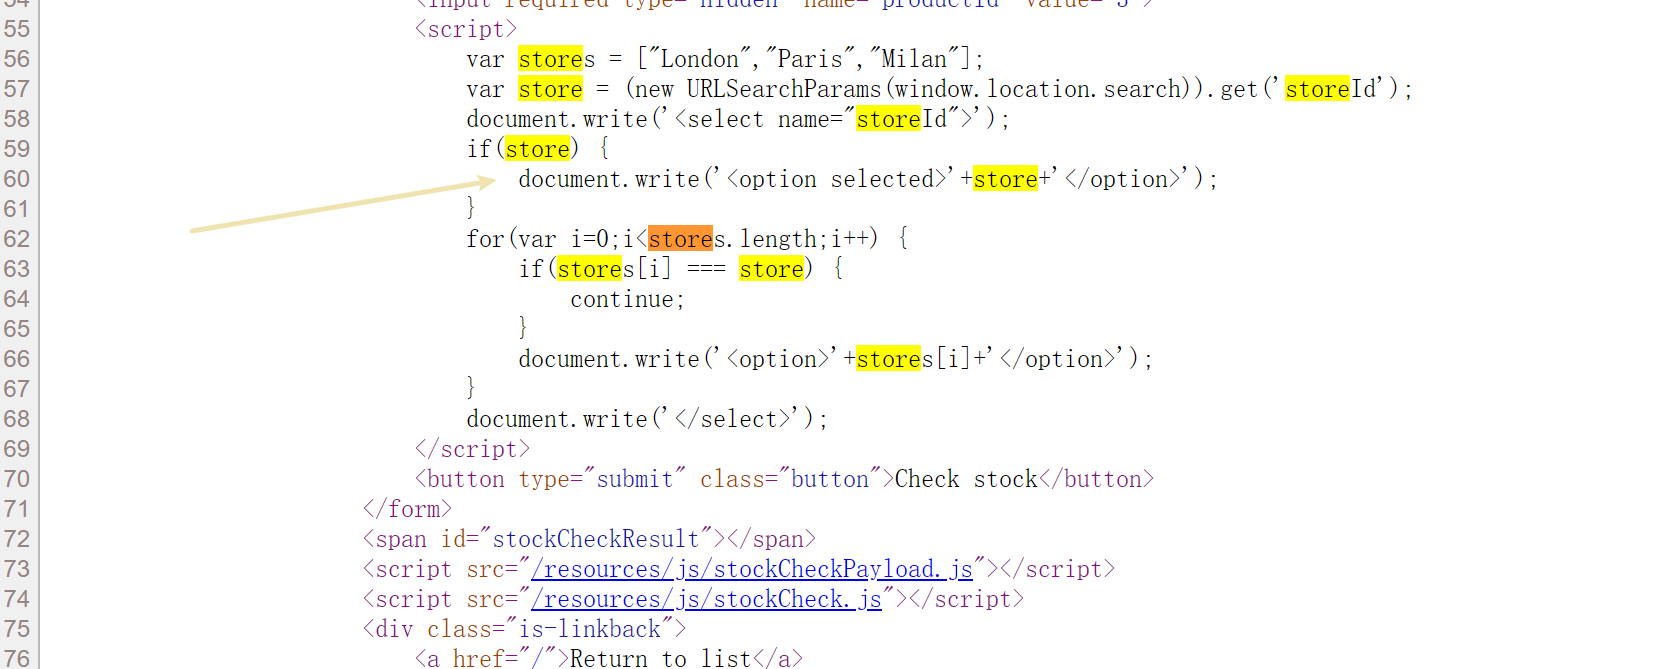 54 <input required type="hidden" name="productId" value="3">
55 <script>
56 var stores = ["London","Paris","Milan"];
57 var store = (new URLSearchParams(window.location.search)).get('storeId');
58 document.write('<select name="storeId">');
59 if(store) {
60 document.write('<option selected>'+store+'</option>');
61 }
62 for(var i=0;i<stores.length;i++) {
63 if(stores[i] === store) {
64 continue;
65 }
66 document.write('<option>'+stores[i]+'</option>');
67 }
68 document.write('</select>');
69 </script>
70 <button type="submit" class="button">Check stock</button>
71 </form>
72 <span id="stockCheckResult"></span>
73 <script src="/resources/js/stockCheckPayload.js"></script>
74 <script src="/resources/js/stockCheck.js"></script>
75 <div class="is-linkback">
76 <a href="/">Return to list</a>